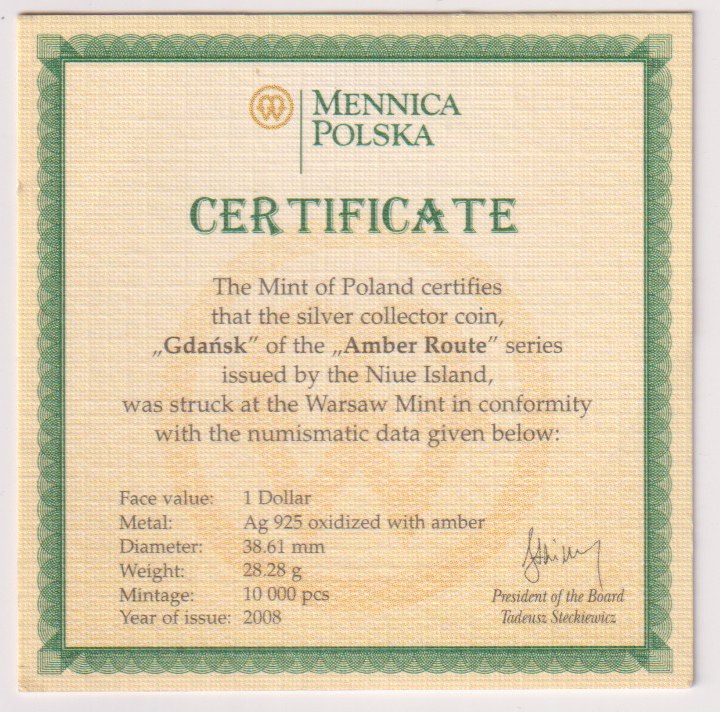 MENNICA
POLSKA
CERTIFICATE
The Mint of Poland certifies
that the silver collector coin,
„Gdańsk” of the „Amber Route” series
issued by the Niue Island,
was struck at the Warsaw Mint in conformity
with the numismatic data given below:
Face value: 1 Dollar
Metal: Ag 925 oxidized with amber
Diameter: 38.61 mm
Weight: 28.28 g
Mintage: 10 000 pcs
Year of issue: 2008
President of the Board
Tadeusz Steckiewicz